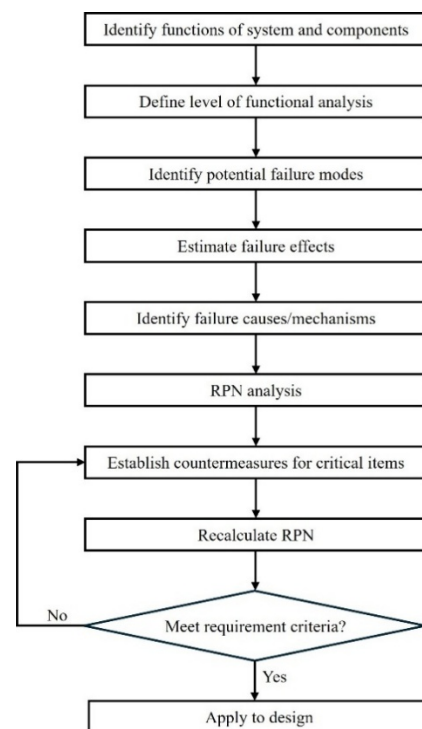 Identify functions of system and components
Define level of functional analysis
Identify potential failure modes
Estimate failure effects
Identify failure causes/mechanisms
RPN analysis
Establish countermeasures for critical items
Recalculate RPN
No
Meet requirement criteria?
Yes
Apply to design